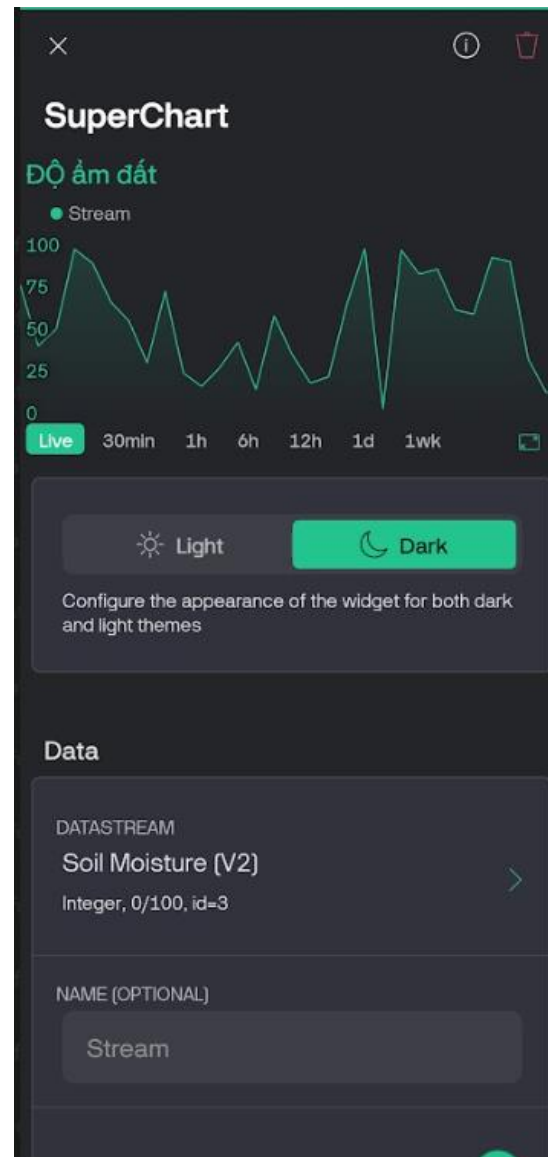 SuperChart
ĐỘ ẩm đất
Stream
100
75
50
25
0
Live 30min 1h 6h 12h 1d 1wk
Light Dark
Configure the appearance of the widget for both dark
and light themes
Data
DATASTREAM
Soil Moisture (V2)
Integer, 0/100, id=3
NAME (OPTIONAL)
Stream